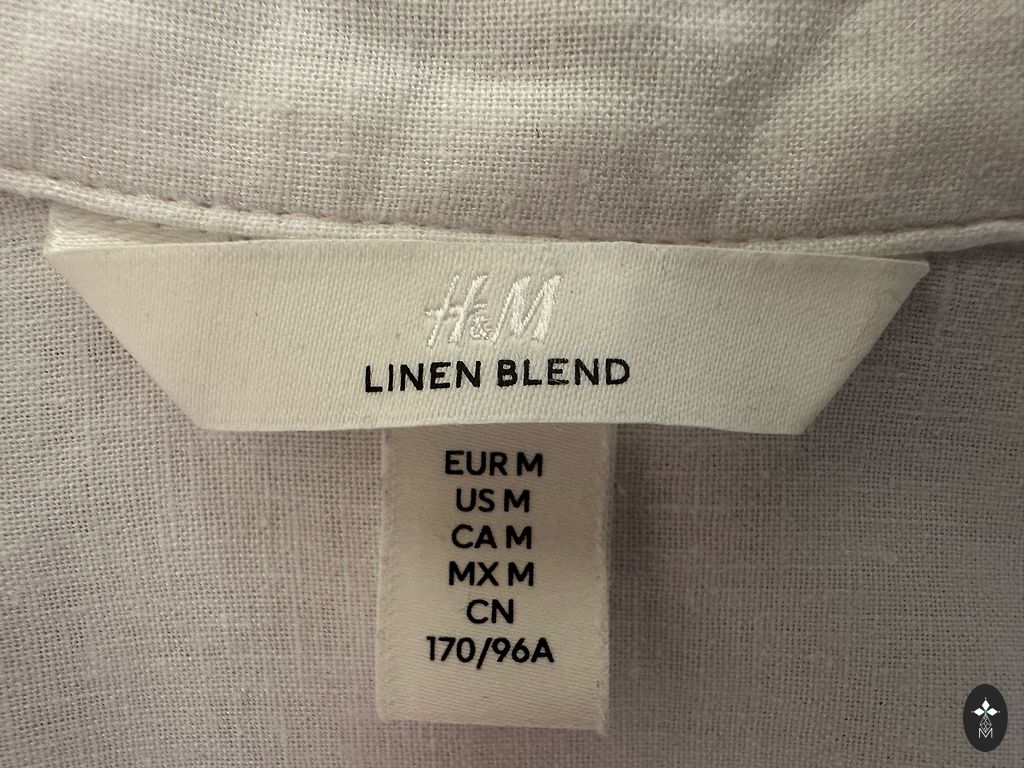 H&M
LINEN BLEND
EUR M
US M
CA M
MX M
CN
170/96A
M